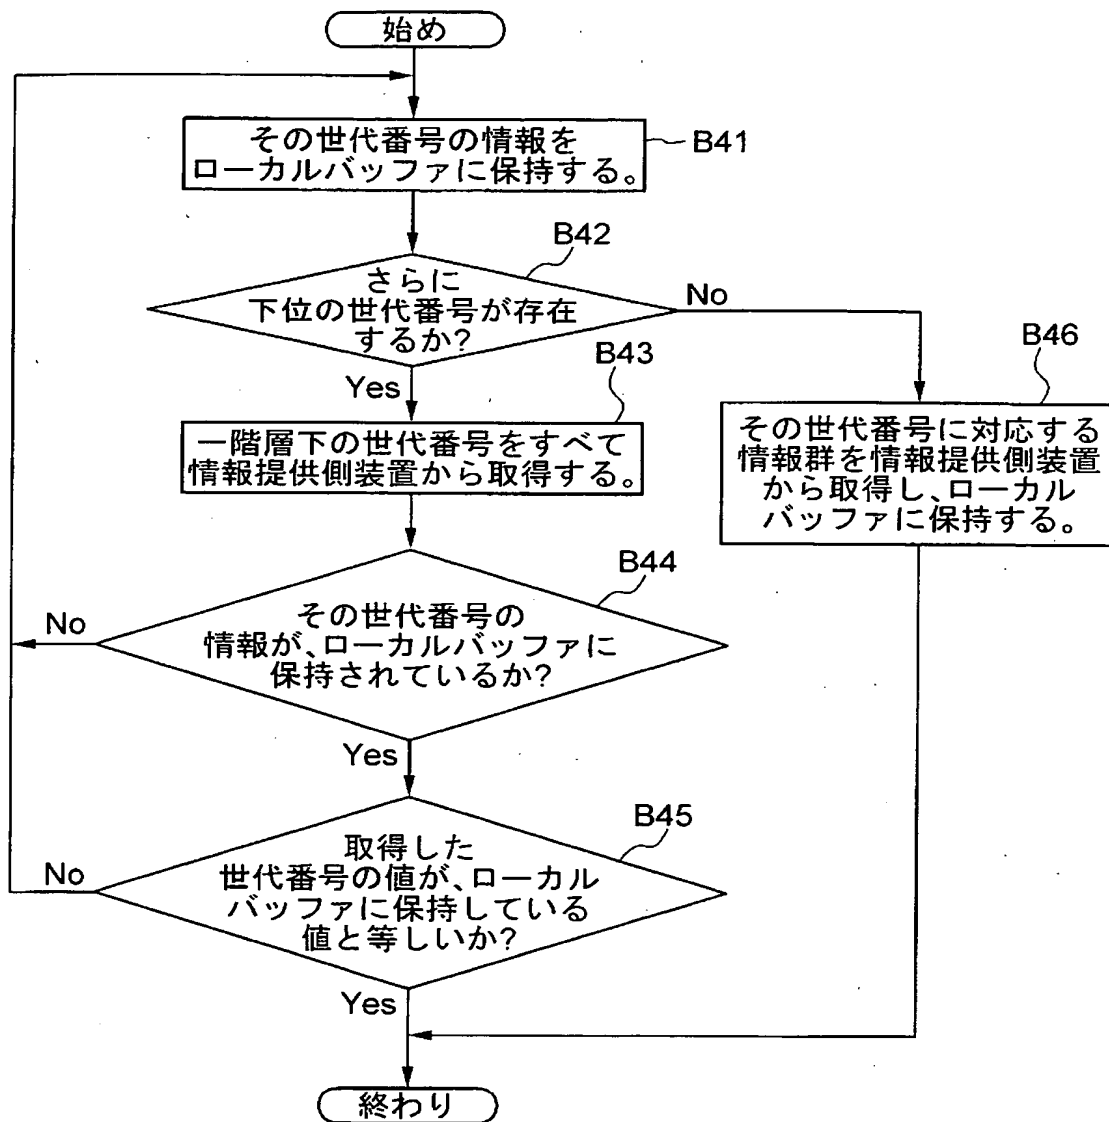 始め
その世代番号の情報を
ローカルバッファに保持する。
B41
B42
さらに
下位の世代番号が存在
するか?
No
Yes
B43
一階層下の世代番号をすべて
情報提供側装置から取得する。
B46
その世代番号に対応する
情報群を情報提供側装置
から取得し、ローカル
バッファに保持する。
B44
その世代番号の
情報が、ローカルバッファに
保持されているか?
No
Yes
B45
取得した
世代番号の値が、ローカル
バッファに保持している
値と等しいか?
No
Yes
終わり